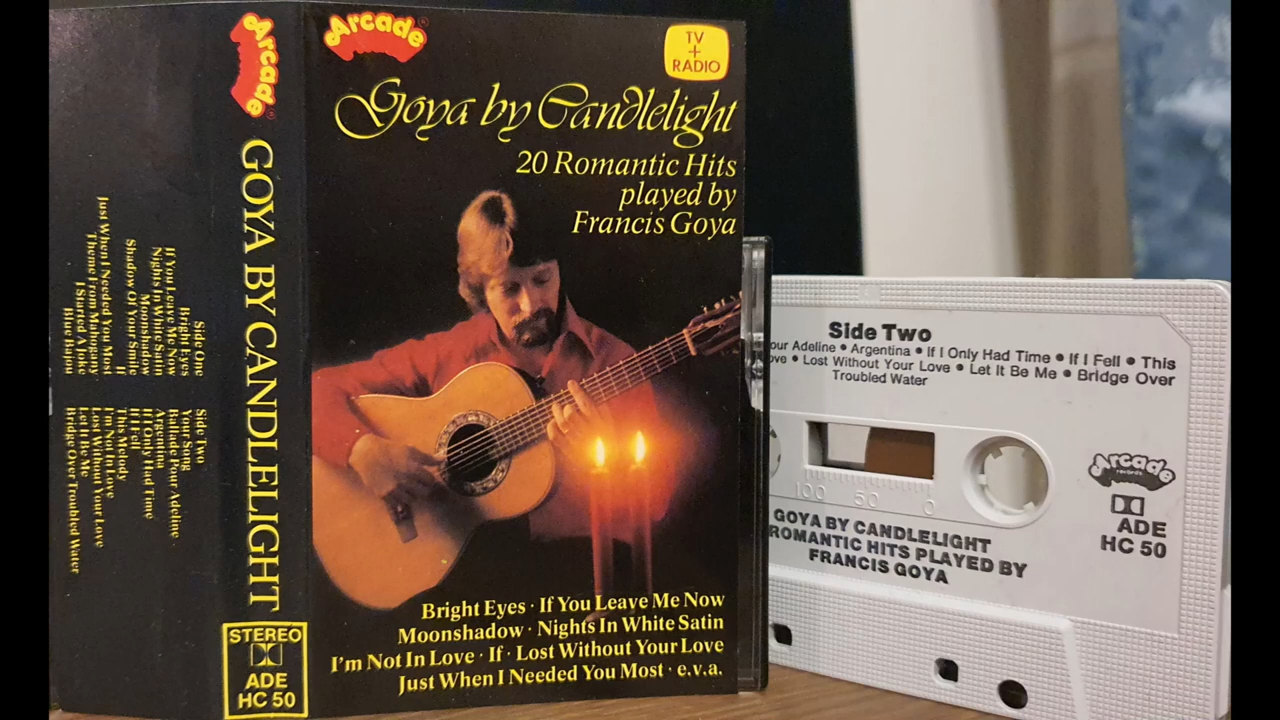 Side One
Bright Eyes
If You Leave Me Now
Nights In White Satin
Moonshadow
Shadow Of Your Smile
If
Just When I Needed You Most
Theme From Mahogany
I Started A Joke
Blue Baijou
Side Two
Your Song
Ballade Pour Adeline
Argentina
If I Only Had Time
If I Fell
This Melody
I'm Not In Love
Lost Without Your Love
Let It Be Me
Bridge Over Troubled Water
Arcade®
GOYA BY CANDLELIGHT
STEREO
ADE
HC 50
Arcade®
TV
+
RADIO
Goya by Candlelight
20 Romantic Hits
played by
Francis Goya
Bright Eyes · If You Leave Me Now
Moonshadow · Nights In White Satin
I'm Not In Love · If · Lost Without Your Love
Just When I Needed You Most · e.v.a.
Side Two
our Adeline • Argentina • If I Only Had Time • If I Fell • This
ove • Lost Without Your Love • Let It Be Me • Bridge Over
Troubled Water
100 50 0
Arcade
records
ADE
HC 50
GOYA BY CANDLELIGHT
ROMANTIC HITS PLAYED BY
FRANCIS GOYA